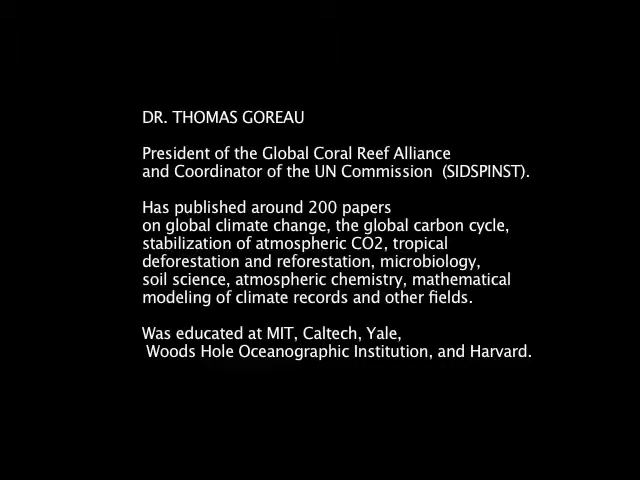 DR. THOMAS GOREAU
President of the Global Coral Reef Alliance
and Coordinator of the UN Commission  (SIDSPINST).
Has published around 200 papers
on global climate change, the global carbon cycle,
stabilization of atmospheric CO2, tropical
deforestation and reforestation, microbiology,
soil science, atmospheric chemistry, mathematical
modeling of climate records and other fields.
Was educated at MIT, Caltech, Yale,
Woods Hole Oceanographic Institution, and Harvard.